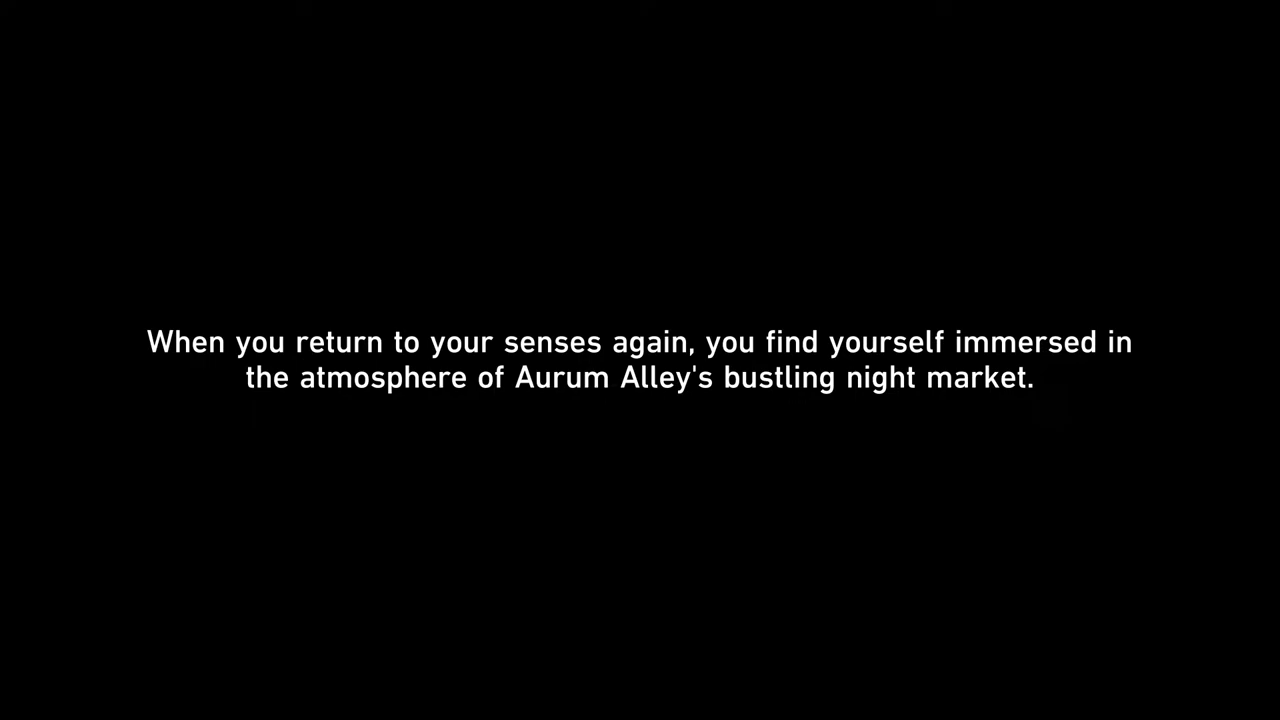 When you return to your senses again, you find yourself immersed in
the atmosphere of Aurum Alley's bustling night market.